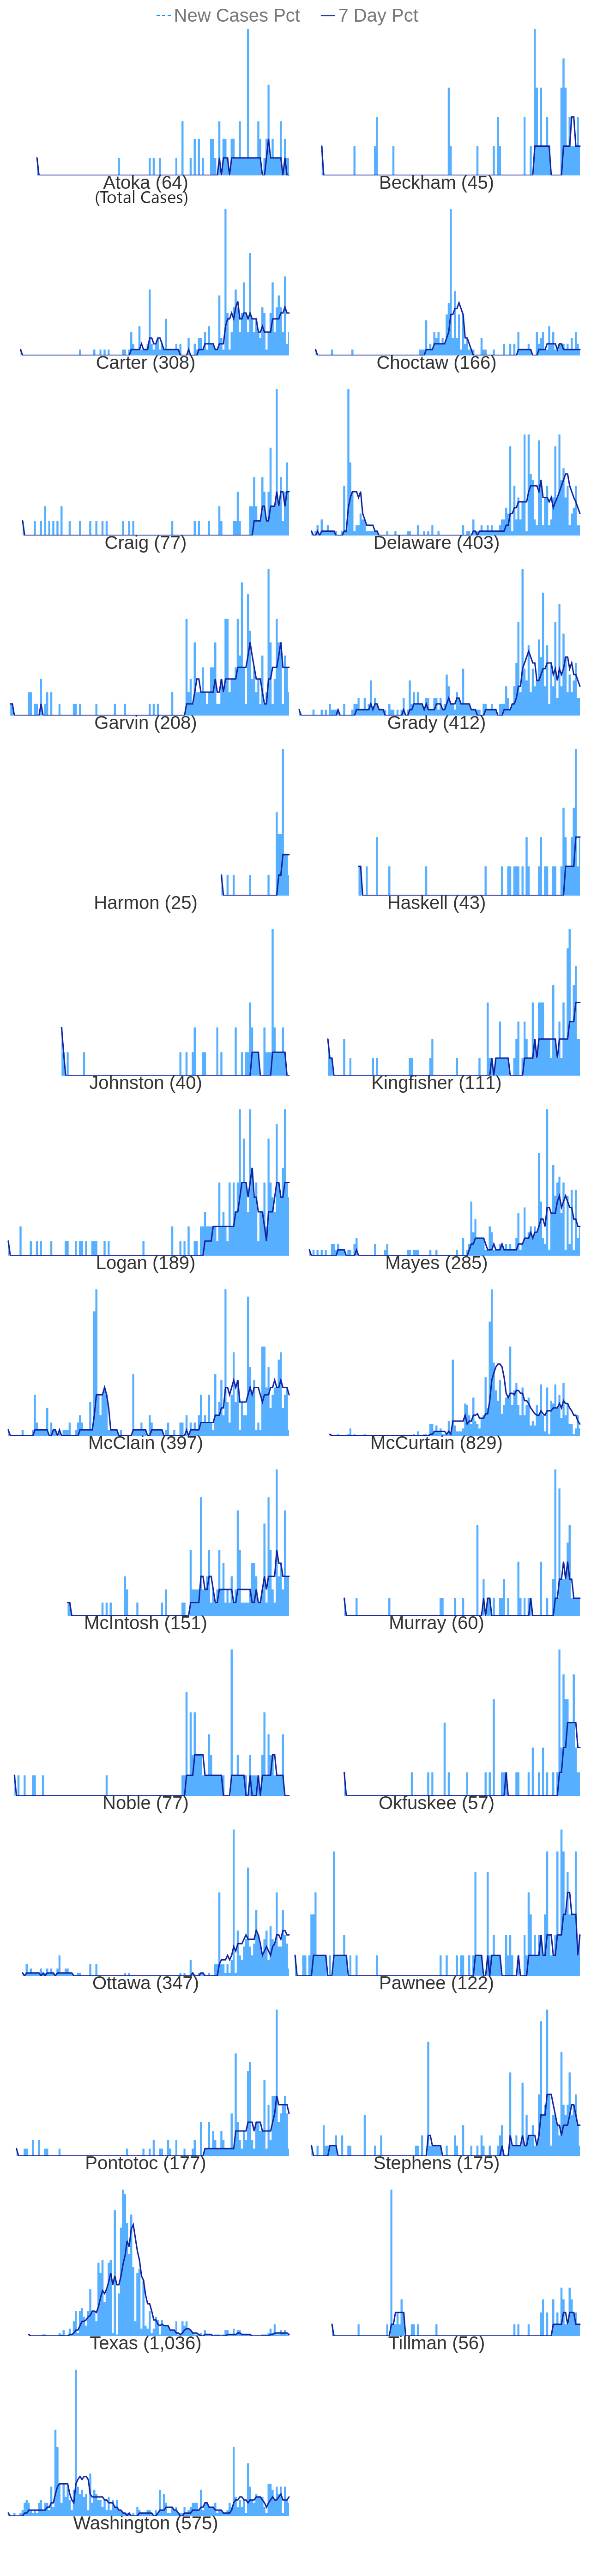 New Cases Pct 7 Day Pct
Atoka (64) Beckham (45)
(Total Cases)
Carter (308) Choctaw (166)
Craig (77) Delaware (403)
Garvin (208) Grady (412)
Harmon (25) Haskell (43)
Johnston (40) Kingfisher (111)
Logan (189) Mayes (285)
McClain (397) McCurtain (829)
McIntosh (151) Murray (60)
Noble (77) Okfuskee (57)
Ottawa (347) Pawnee (122)
Pontotoc (177) Stephens (175)
Texas (1,036) Tillman (56)
Washington (575)